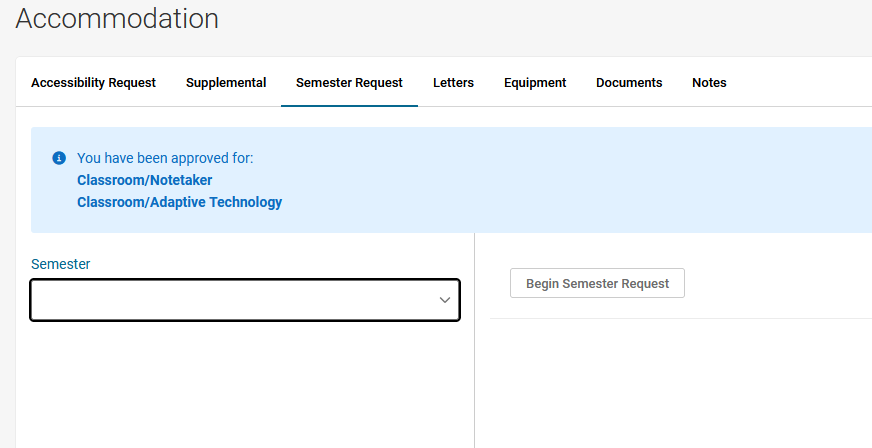 Accommodation
Accessibility Request Supplemental Semester Request Letters Equipment Documents Notes
You have been approved for:
Classroom/Notetaker
Classroom/Adaptive Technology
Semester
Begin Semester Request